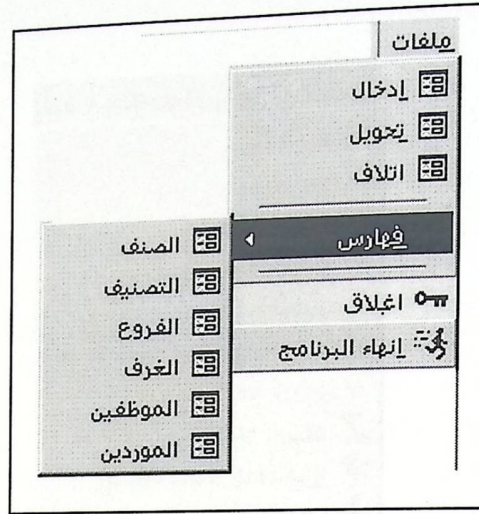 ملفات
إدخال
تحويل
اتلاف
فهارس
اغلاق
إنهاء البرنامج
الصنف
التصنيف
الفروع
الغرف
الموظفين
الموردين